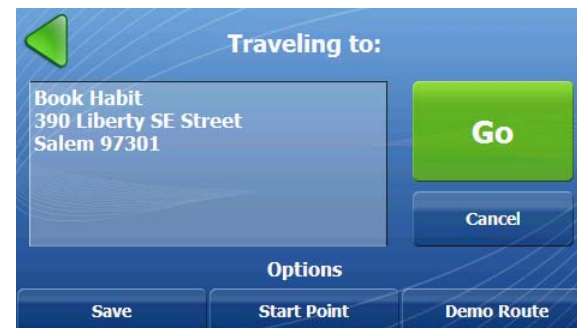 Traveling to:
Book Habit
390 Liberty SE Street
Salem 97301
Go
Cancel
Options
Save
Start Point
Demo Route